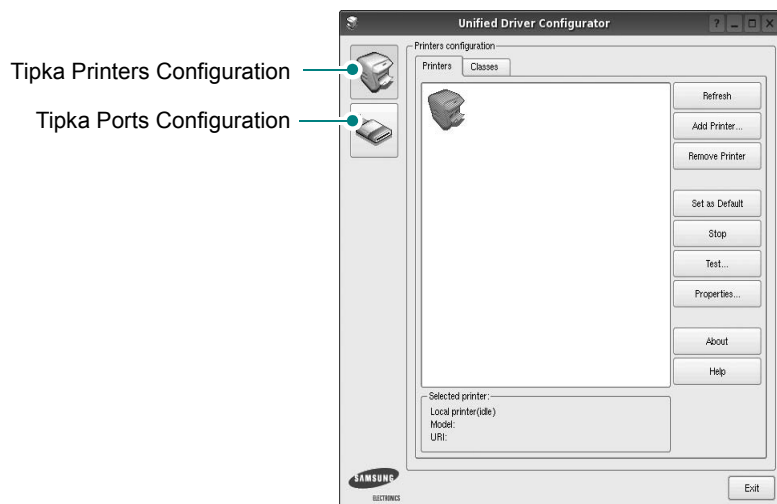 Unified Driver Configurator
Tipka Printers Configuration
Tipka Ports Configuration
Printers configuration
Printers
Classes
Refresh
Add Printer...
Remove Printer
Set as Default
Stop
Test...
Properties...
About
Help
Selected printer:
Local printer(idle)
Model:
URI:
SAMSUNG
ELECTRONICS
Exit